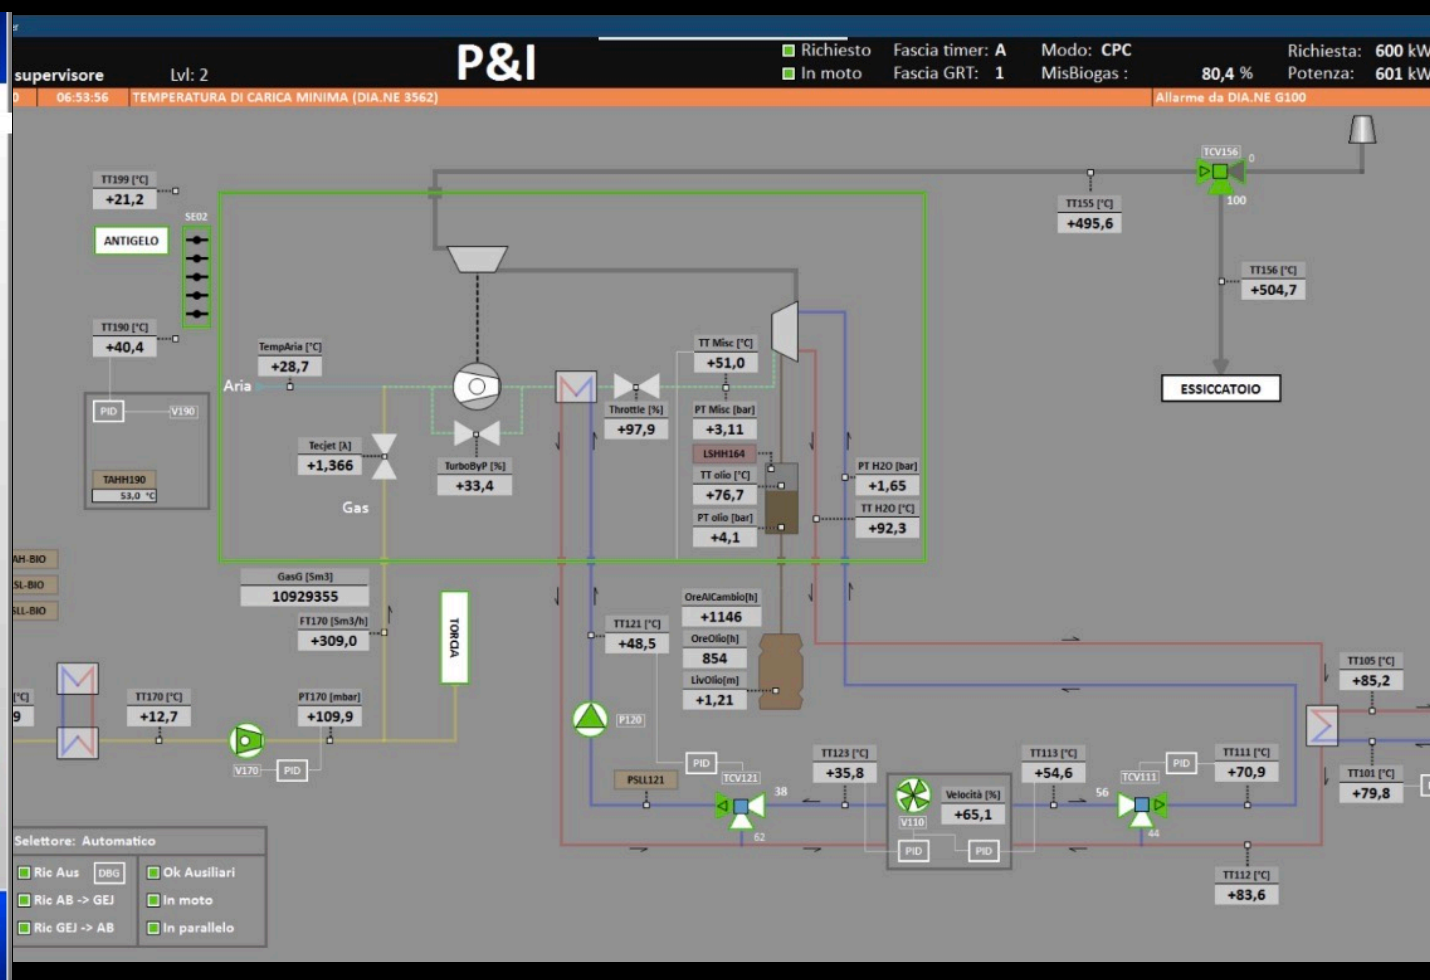 er
P&I
Richiesto Fascia timer: A Modo: CPC Richiesta: 600 kW
supervisore Lvl: 2 In moto Fascia GRT: 1 MisBiogas : 80,4 % Potenza: 601 kW
0 06:53:56 TEMPERATURA DI CARICA MINIMA (DIA.NE 3562) Allarme da DIA.NE G100
TCV156
0
100
TT199 [°C]
+21,2
SE02
ANTIGELO
TT155 [°C]
+495,6
TT156 [°C]
+504,7
ESSICCATOIO
TT190 [°C]
+40,4
PID V190
TAHH190
53,0 °C
TempAria [°C]
+28,7
Aria
Tecjet [λ]
+1,366
Gas
TurboByP [%]
+33,4
Throttle [%]
+97,9
TT Misc [°C]
+51,0
PT Misc [bar]
+3,11
LSHH164
TT olio [°C]
+76,7
PT olio [bar]
+4,1
PT H2O [bar]
+1,65
TT H2O [°C]
+92,3
AH-BIO
SL-BIO
SLL-BIO
GasG [Sm3]
10929355
FT170 [Sm3/h]
+309,0
TORCIA
TT121 [°C]
+48,5
OreAlCambio[h]
+1146
OreOlio[h]
854
LivOlio[m]
+1,21
[°C]
9
TT170 [°C]
+12,7
PT170 [mbar]
+109,9
V170 PID
P120
PSLL121
PID
TCV121
38
62
TT123 [°C]
+35,8
Velocità [%]
+65,1
V110
PID PID
TT113 [°C]
+54,6
PID
TCV111
56
44
TT111 [°C]
+70,9
TT105 [°C]
+85,2
TT101 [°C]
+79,8
TT112 [°C]
+83,6
Selettore: Automatico
Ric Aus DBG Ok Ausiliari
Ric AB -> GEJ In moto
Ric GEJ -> AB In parallelo